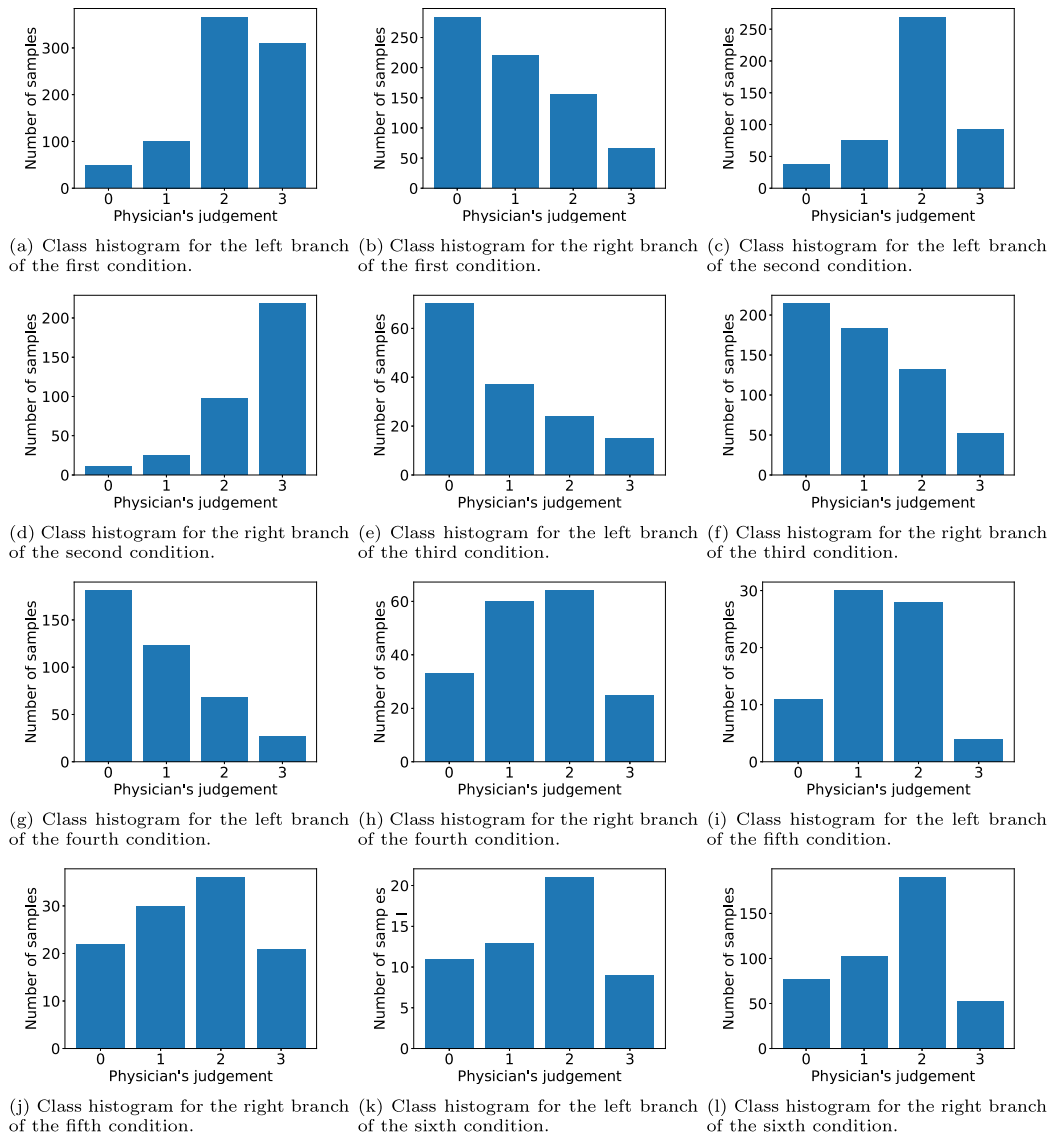 Number of samples
300
200
100
0
0 1 2 3
Physician's judgement
(a) Class histogram for the left branch
of the first condition.
Number of samples
250
200
150
100
50
0
0 1 2 3
Physician's judgement
(b) Class histogram for the right branch
of the first condition.
Number of samples
250
200
150
100
50
0
0 1 2 3
Physician's judgement
(c) Class histogram for the left branch
of the second condition.
Number of samples
200
150
100
50
0
0 1 2 3
Physician's judgement
(d) Class histogram for the right branch
of the second condition.
Number of samples
60
40
20
0
0 1 2 3
Physician's judgement
(e) Class histogram for the left branch
of the third condition.
Number of samples
200
150
100
50
0
0 1 2 3
Physician's judgement
(f) Class histogram for the right branch
of the third condition.
Number of samples
150
100
50
0
0 1 2 3
Physician's judgement
(g) Class histogram for the left branch
of the fourth condition.
Number of samples
60
40
20
0
0 1 2 3
Physician's judgement
(h) Class histogram for the right branch
of the fourth condition.
Number of samples
30
20
10
0
0 1 2 3
Physician's judgement
(i) Class histogram for the left branch
of the fifth condition.
Number of samples
30
20
10
0
0 1 2 3
Physician's judgement
(j) Class histogram for the right branch
of the fifth condition.
Number of samp es
20
15
10
5
0
0 1 2 3
Physician's judgement
(k) Class histogram for the left branch
of the sixth condition.
Number of samples
150
100
50
0
0 1 2 3
Physician's judgement
(l) Class histogram for the right branch
of the sixth condition.